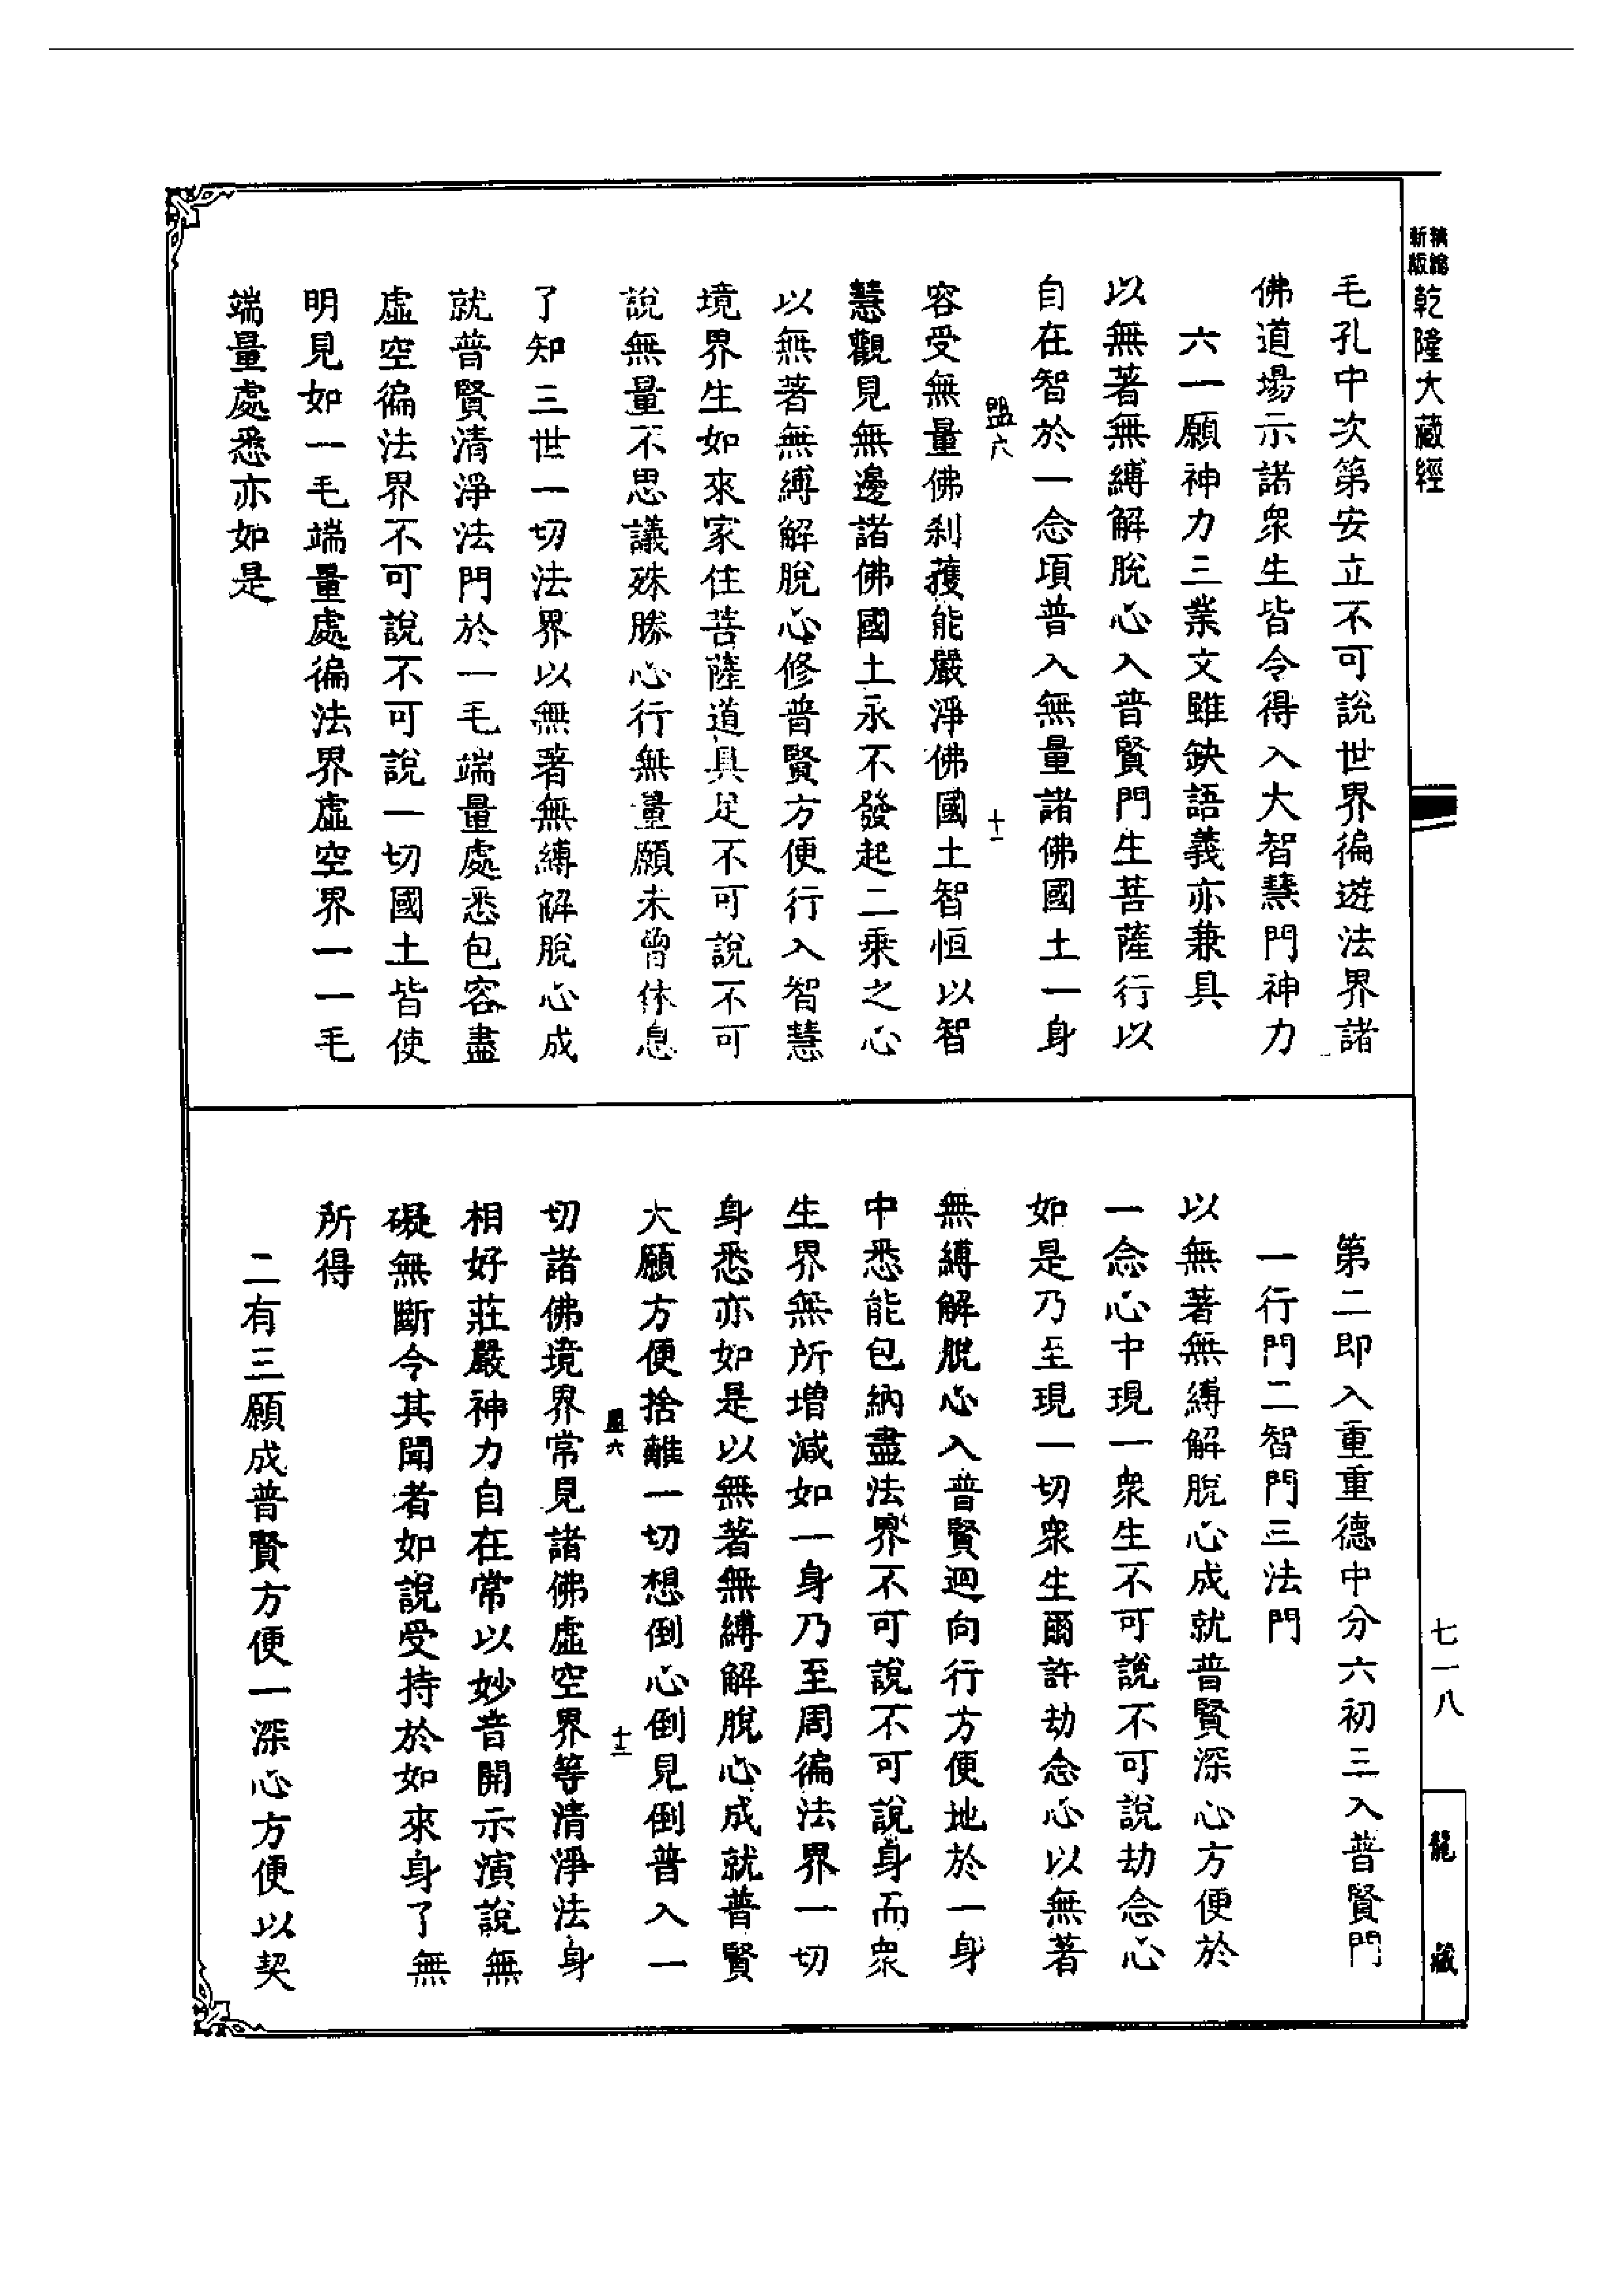 精縮新版
乾隆大藏經
毛孔中次第安立不可說世界徧遊法界諸
佛道場示諸衆生皆令得入大智慧門神力
六一願神力三業文雖缺語義亦兼具
以無著無縛解脫心入普賢門生菩薩行以
自在智於一念項普入無量諸佛國土一身
盟六
十一
容受無量佛刹獲能嚴淨佛國土智恒以智
慧觀見無邊諸佛國土永不發起二乘之心
以無著無縛解脫心修普賢方便行入智慧
境界生如來家住菩薩道具足不可說不可
說無量不思議殊勝心行無量願未曾休息
了知三世一切法界以無著無縛解脫心成
就普賢清淨法門於一毛端量處悉包容盡
虛空徧法界不可說不可說一切國土皆使
明見如一毛端量處徧法界虛空界一一毛
端量處悉亦如是
第二即入重重德中分六初三入普賢門
一行門二智門三法門
以無著無縛解脫心成就普賢深心方便於
一念心中現一衆生不可說不可說劫念心
如是乃至現一切衆生爾許劫念心以無著
無縛解脫心入普賢迴向行方便地於一身
中悉能包納盡法界不可說不可說身而衆
生界無所增減如一身乃至周徧法界一切
身悉亦如是以無著無縛解脫心成就普賢
大願方便捨離一切想倒心倒見倒普入一
盟六
十二
切諸佛境界常見諸佛虛空界等清淨法身
相好莊嚴神力自在常以妙音開示演說無
礙無斷令其聞者如說受持於如來身了無
所得
二有三願成普賢方便一深心方便以契
七一八
龍藏